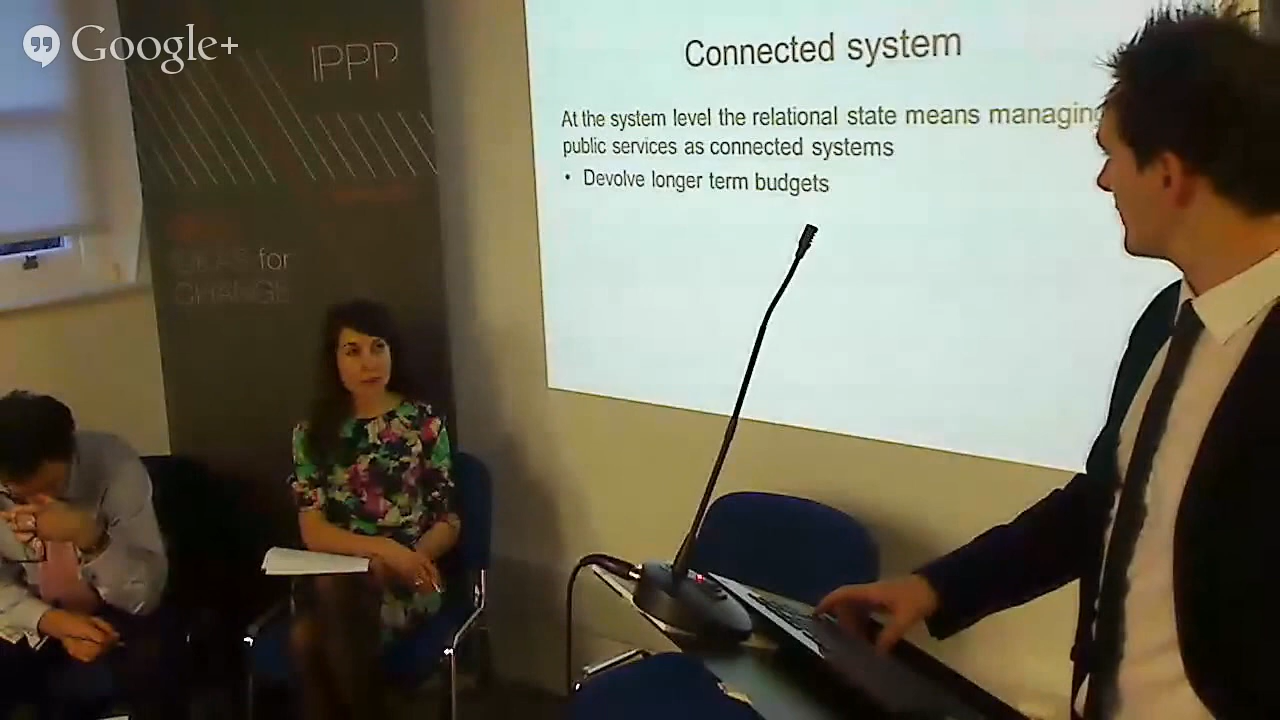 Google+
IPPR
IDEAS for
CHANGE
Connected system
At the system level the relational state means managing
public services as connected systems
• Devolve longer term budgets